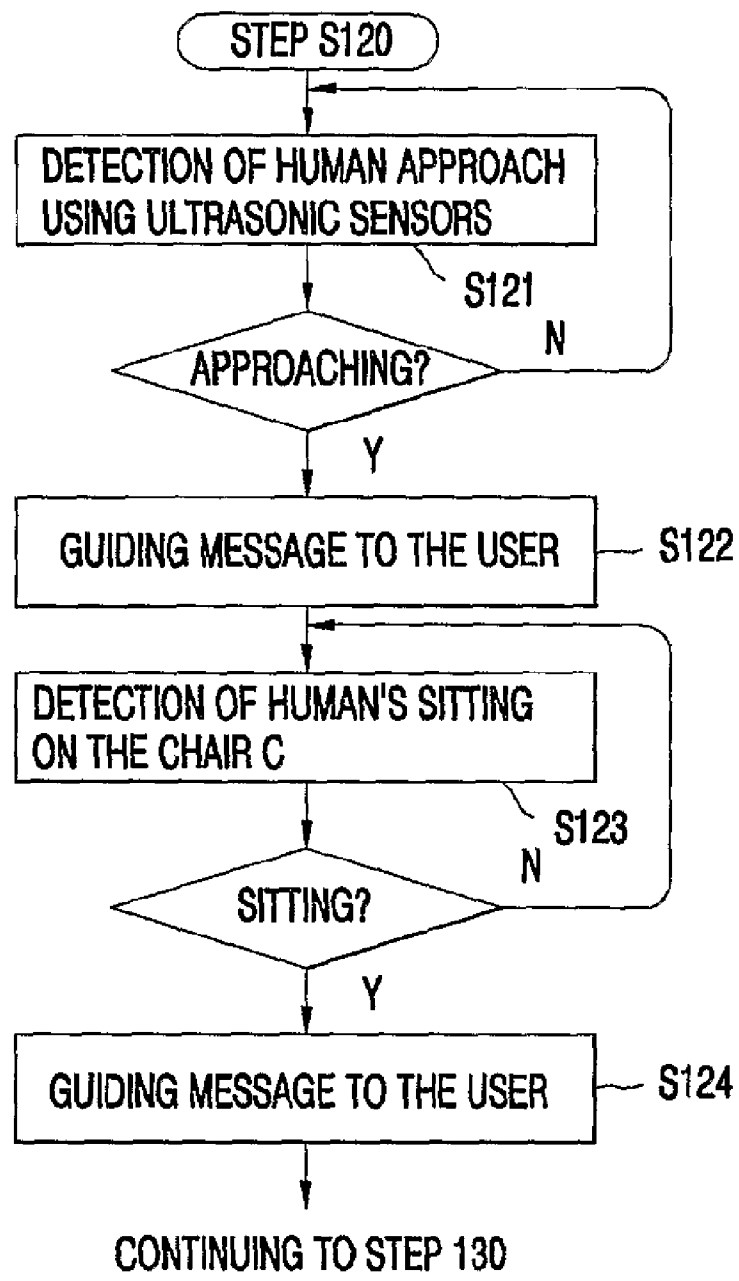 STEP S120
DETECTION OF HUMAN APPROACH
USING ULTRASONIC SENSORS
S121
APPROACHING?
N
Y
GUIDING MESSAGE TO THE USER
S122
DETECTION OF HUMAN'S SITTING
ON THE CHAIR C
S123
N
SITTING?
Y
GUIDING MESSAGE TO THE USER
S124
CONTINUING TO STEP 130